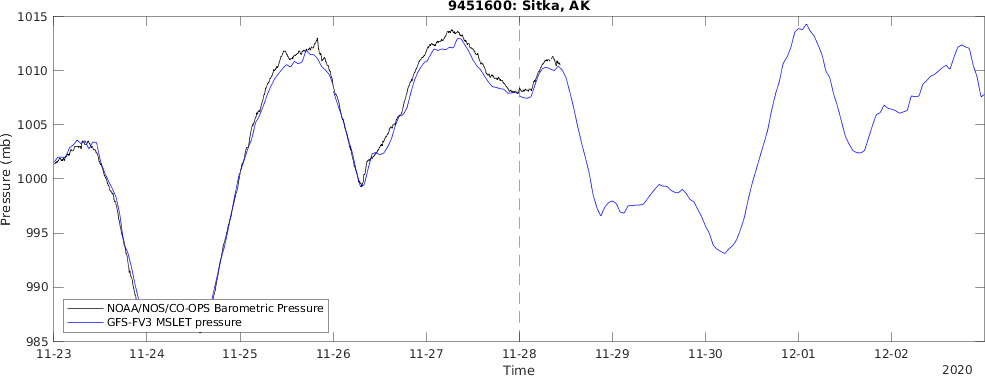 9451600: Sitka, AK
Pressure (mb)
1015
1010
1005
1000
995
990
985
NOAA/NOS/CO-OPS Barometric Pressure
GFS-FV3 MSLET pressure
11-23 11-24 11-25 11-26 11-27 11-28 11-29 11-30 12-01 12-02
Time
2020